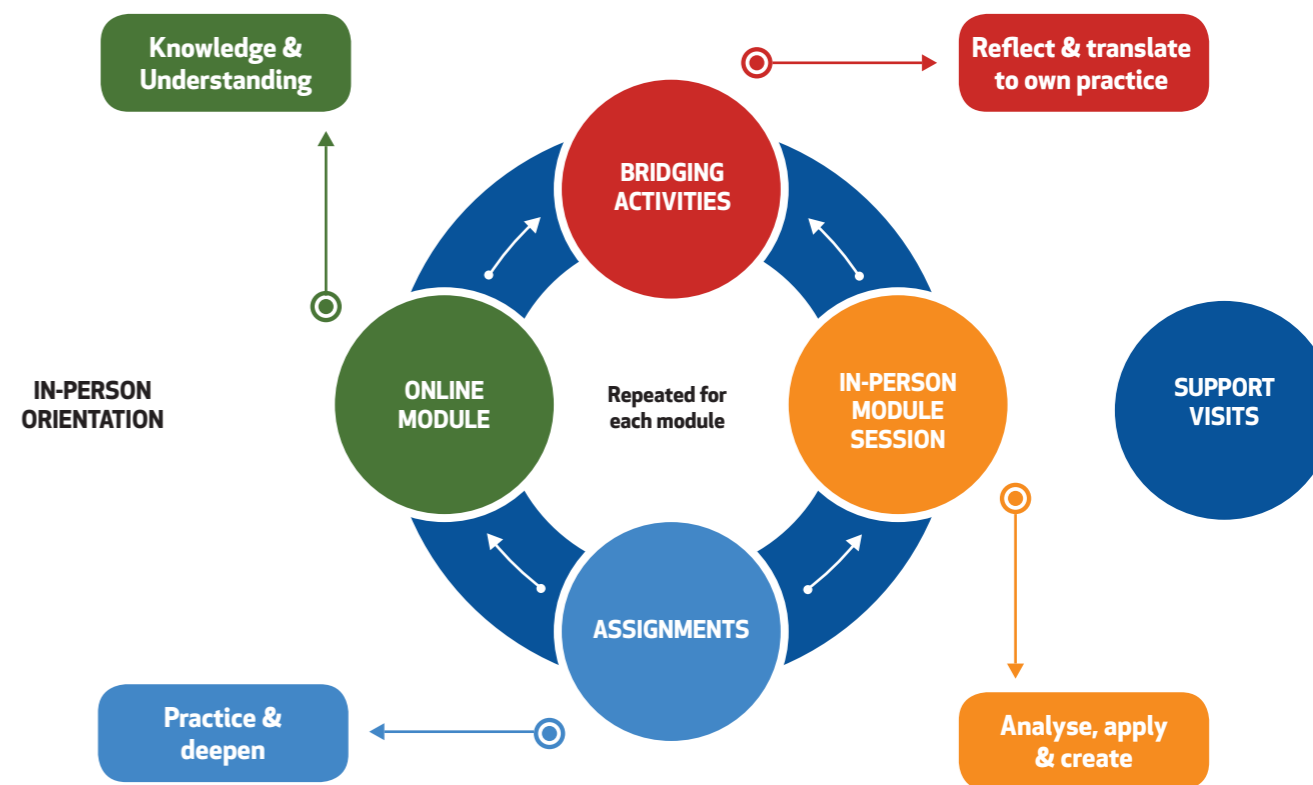 Knowledge &
Understanding
Reflect & translate
to own practice
BRIDGING
ACTIVITIES
IN-PERSON
ORIENTATION
ONLINE
MODULE
Repeated for
each module
IN-PERSON
MODULE
SESSION
SUPPORT
VISITS
ASSIGNMENTS
Practice &
deepen
Analyse, apply
& create